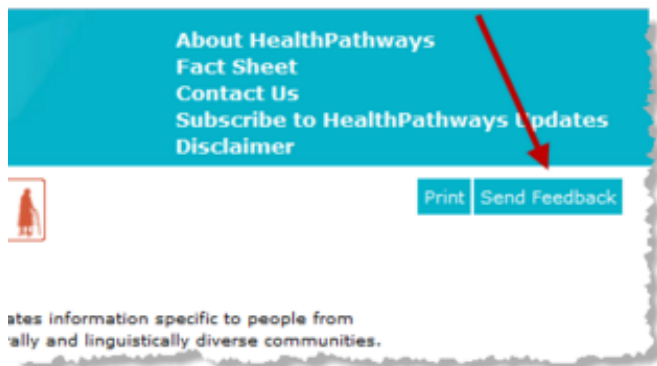 About HealthPathways
Fact Sheet
Contact Us
Subscribe to HealthPathways Updates
Disclaimer
Print Send Feedback
ates information specific to people from
rally and linguistically diverse communities.